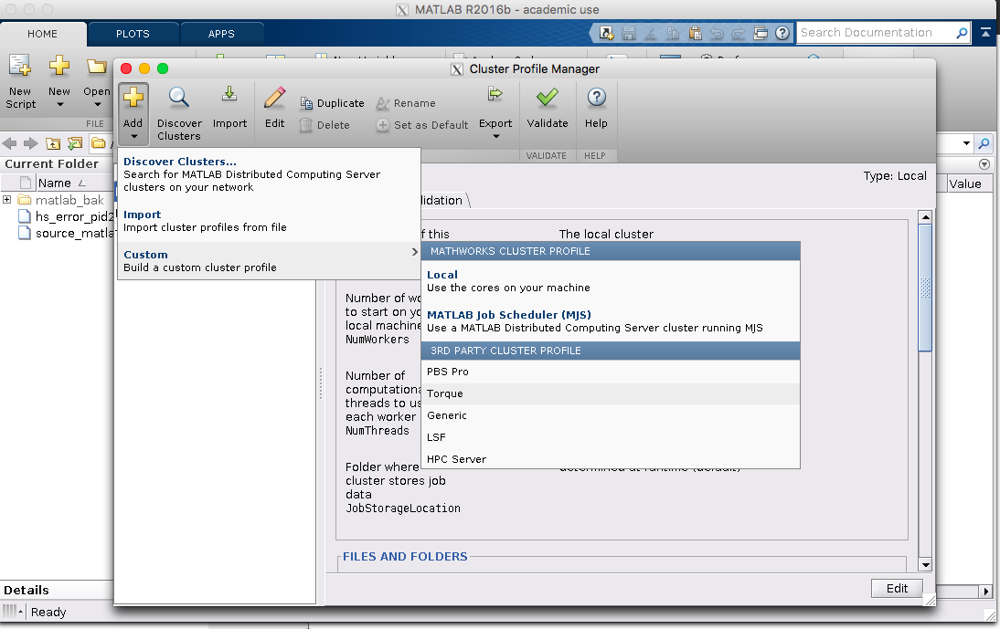 MATLAB R2016b - academic use
HOME
PLOTS
APPS
Search Documentation
New Script
New
Open
FILE
Cluster Profile Manager
Add
Discover Clusters
Import
Edit
Duplicate
Delete
Rename
Set as Default
Export
Validate
Help
VALIDATE
HELP
Current Folder
Name
matlab_bak
hs_error_pid2
source_matla
Value
Discover Clusters...
Search for MATLAB Distributed Computing Server
clusters on your network
Import
Import cluster profiles from file
Custom
Build a custom cluster profile
Type: Local
lidation
f this
The local cluster
MATHWORKS CLUSTER PROFILE
Local
Use the cores on your machine
MATLAB Job Scheduler (MJS)
Use a MATLAB Distributed Computing Server cluster running MJS
3RD PARTY CLUSTER PROFILE
PBS Pro
Torque
Generic
LSF
HPC Server
Number of wo
to start on yo
local machine
NumWorkers
Number of
computationa
threads to us
each worker
NumThreads
Folder where
cluster stores job
data
JobStorageLocation
determined at runtime (default)
FILES AND FOLDERS
Edit
Details
Ready